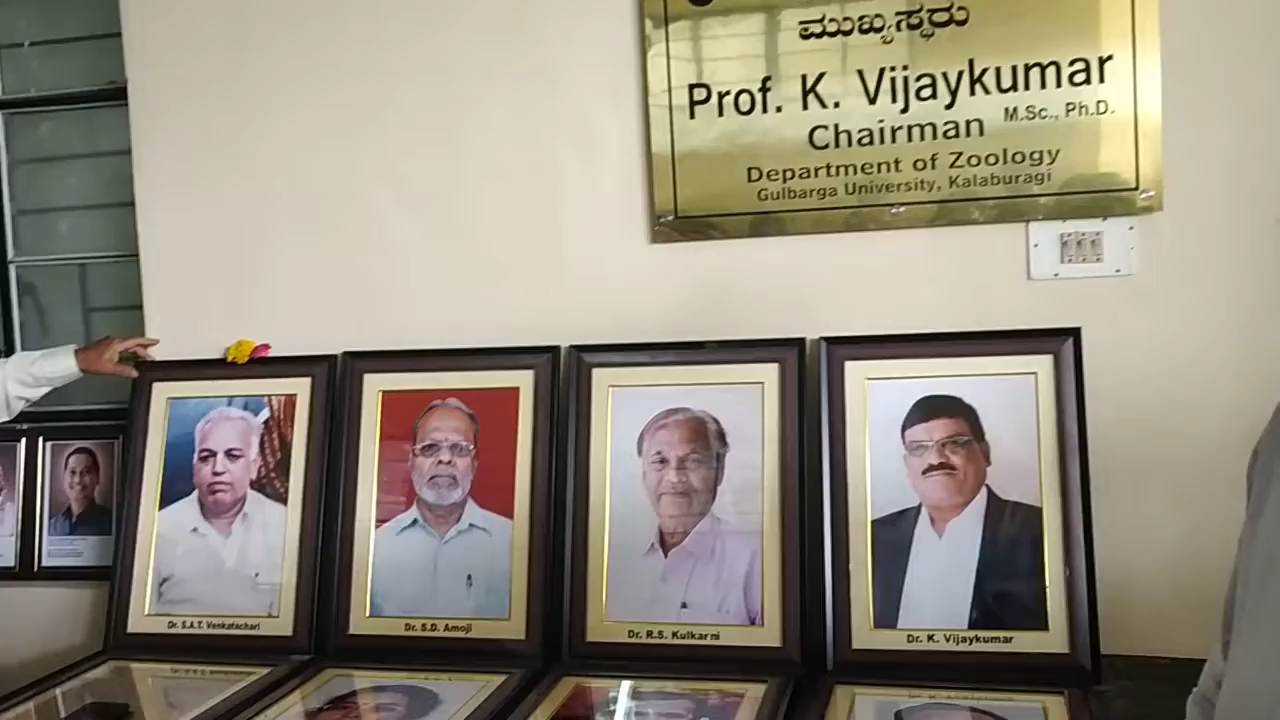 ಮುಖ್ಯಸ್ಥರು
Prof. K. Vijaykumar
M.Sc., Ph.D.
Chairman
Department of Zoology
Gulbarga University, Kalaburagi
Dr. S.A.T. Venkatachari
Dr. S.D. Amoji
Dr. R.S. Kulkarni
Dr. K. Vijaykumar